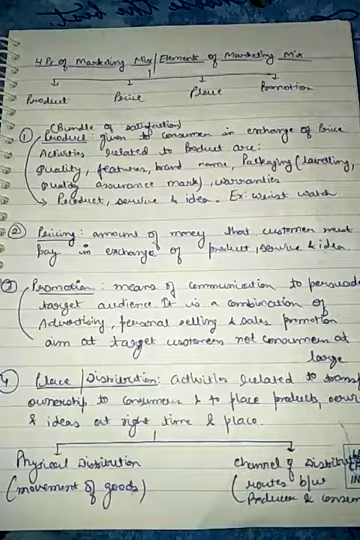 4 Ps of Marketing Mix/Elements of Marketing Mix
Product Price Place Promotion
(Bundle of satisfaction)
① Product: given to consumer in exchange of Price.
Activities related to Product are:
quality, features, brand name, Packaging (labelling,
quality assurance mark), warranties
→ Product, service & idea. Ex: wrist watch
② Pricing: amount of money that customer must
pay in exchange of product, service & idea.
③ Promotion: means of communication to persuade
target audience. It is a combination of
Advertising, personal selling & sales promotion
aim at target customers not consumers at
large
4 Place/Distribution: activities related to transf
ownership to consumers & to place products, servi
& ideas at right time & place.
Physical Distribution Channel of Distribut
(movement of goods) (routes b/w
Producer & consum